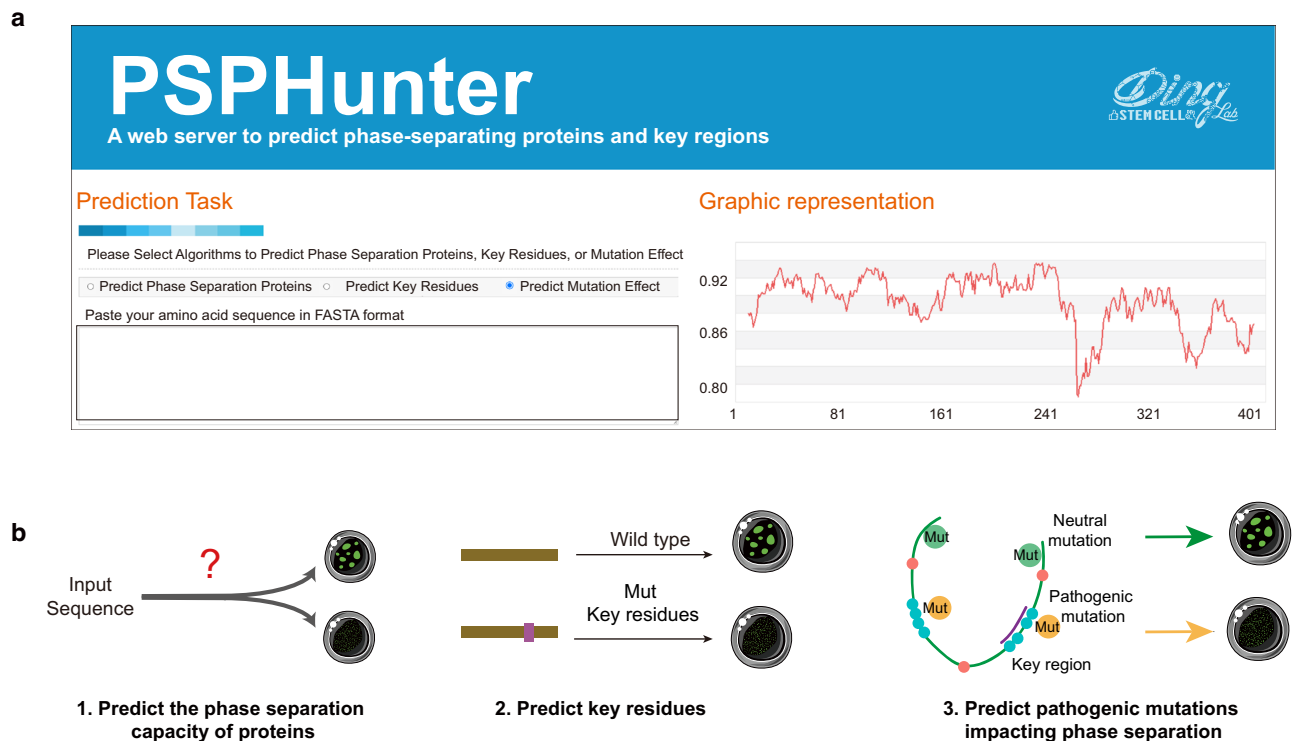 a
PSPHunter
A web server to predict phase-separating proteins and key regions
Ding
STEM CELL Lab
Prediction Task
Please Select Algorithms to Predict Phase Separation Proteins, Key Residues, or Mutation Effect
Predict Phase Separation Proteins Predict Key Residues Predict Mutation Effect
Paste your amino acid sequence in FASTA format
Graphic representation
0.92
0.86
0.80
1 81 161 241 321 401
b
Input
Sequence
?
1. Predict the phase separation
capacity of proteins
Wild type
Mut
Key residues
2. Predict key residues
Mut
Mut
Mut
Mut
Neutral
mutation
Pathogenic
mutation
Key region
3. Predict pathogenic mutations
impacting phase separation